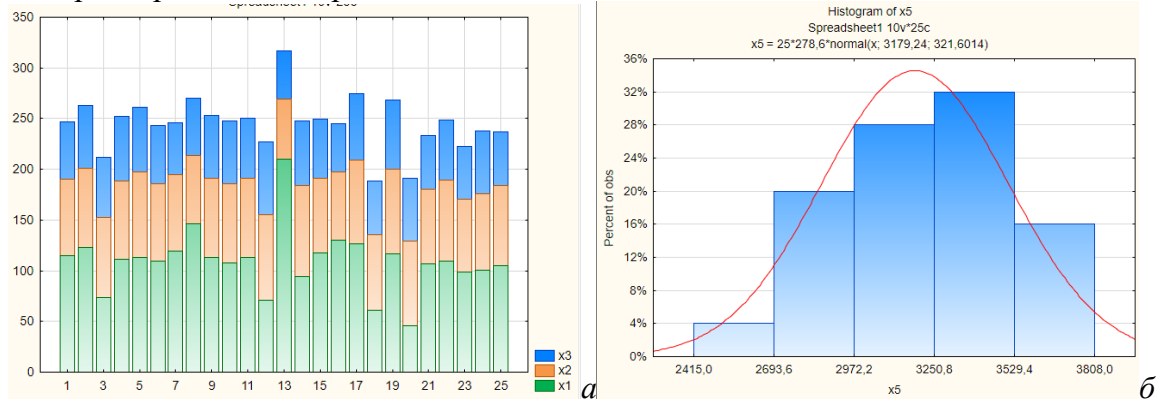 350
300
250
200
150
100
50
0
1 3 5 7 9 11 13 15 17 19 21 23 25
x3
x2
x1
а
Histogram of x5
Spreadsheet1 10v*25c
x5 = 25*278,6*normal(x; 3179,24; 321,6014)
36%
32%
28%
24%
20%
16%
12%
8%
4%
0%
Percent of obs
2415,0 2693,6 2972,2 3250,8 3529,4 3808,0
x5
б